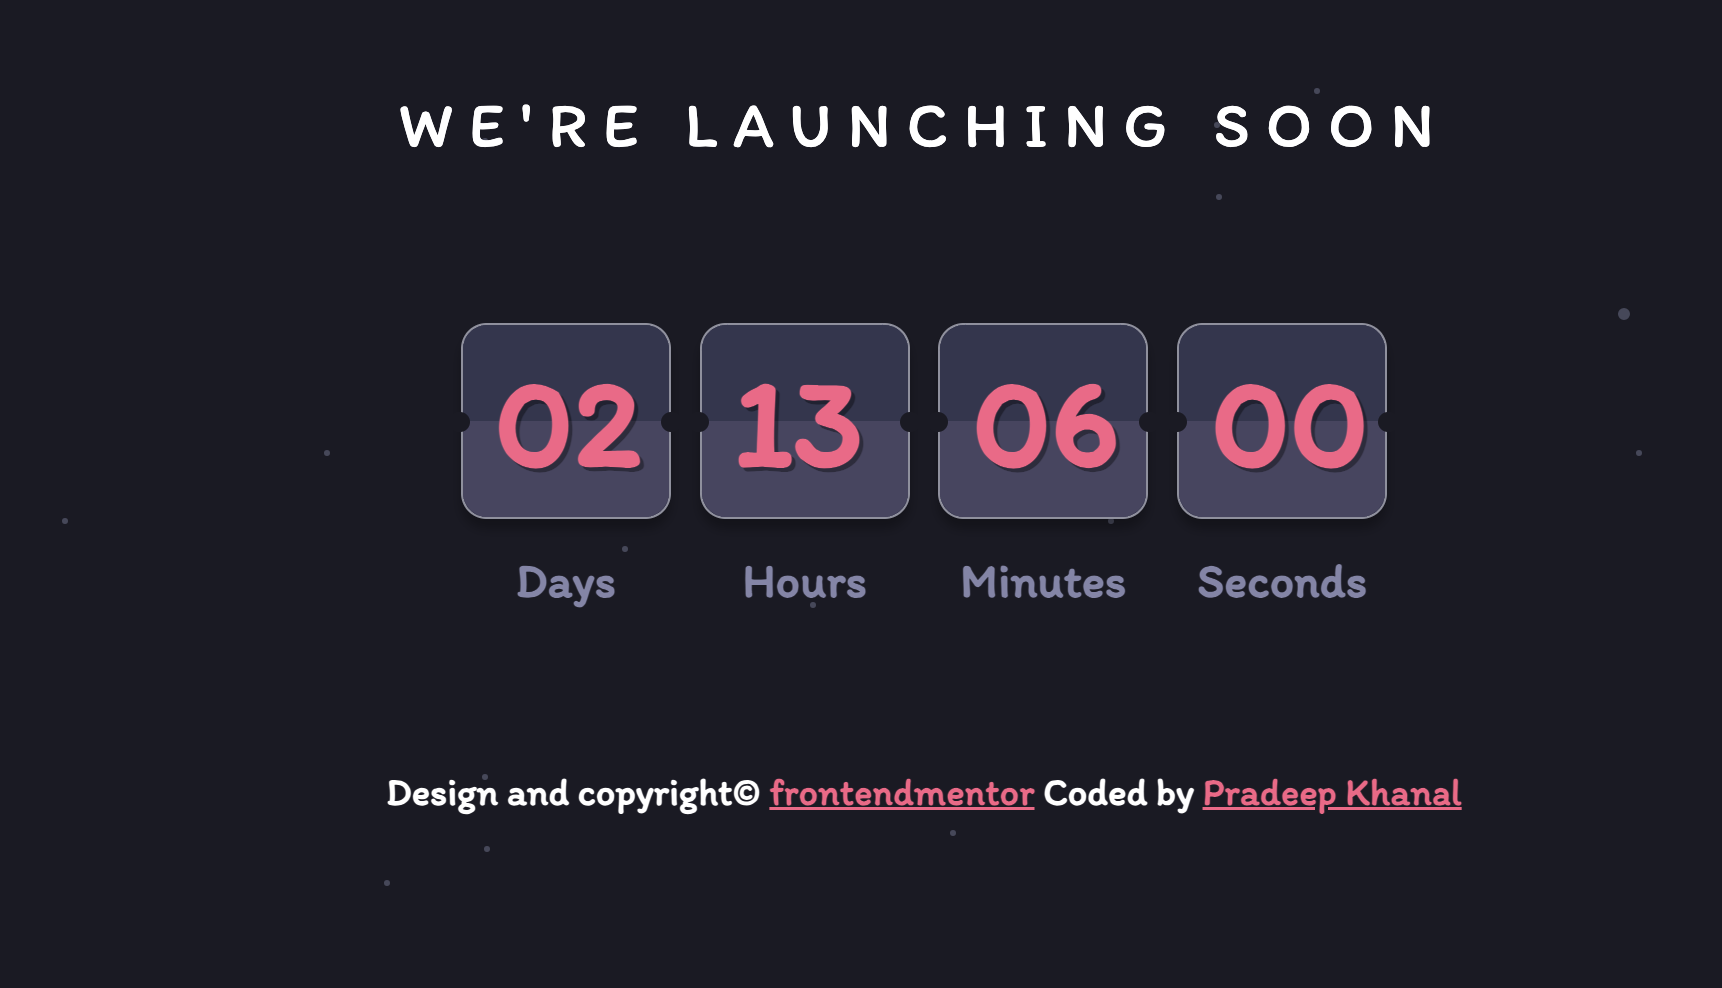 WE'RE LAUNCHING SOON
02 13 06 00
Days Hours Minutes Seconds
Design and copyright© frontendmentor Coded by Pradeep Khanal